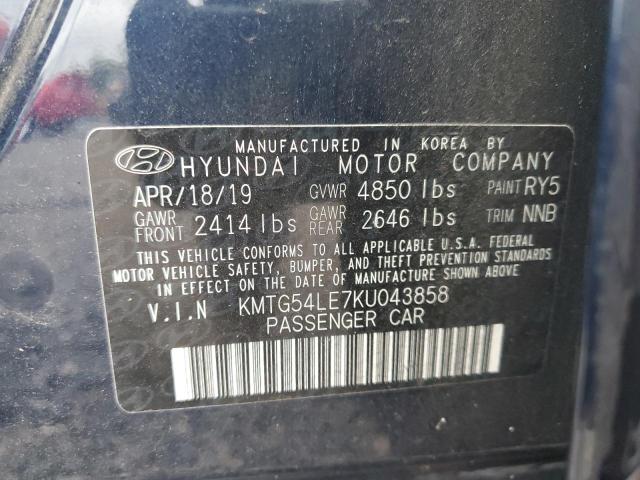 MANUFACTURED IN KOREA BY
HYUNDAI MOTOR COMPANY
APR/18/19 GVWR 4850 lbs PAINT RY5
GAWR FRONT 2414 lbs GAWR REAR 2646 lbs TRIM NNB
THIS VEHICLE CONFORMS TO ALL APPLICABLE U.S.A. FEDERAL
MOTOR VEHICLE SAFETY, BUMPER, AND THEFT PREVENTION STANDARDS
IN EFFECT ON THE DATE OF MANUFACTURE SHOWN ABOVE.
V.I.N KMTG54LE7KU043858
PASSENGER CAR